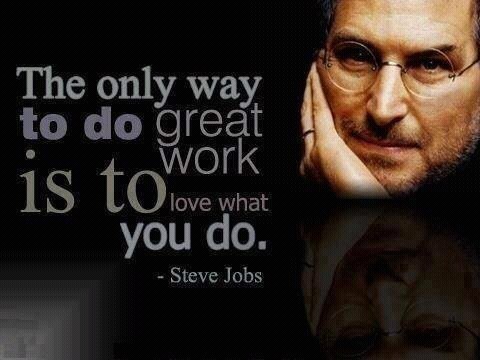 The only way
to do great
work
is to love what
you do.
- Steve Jobs